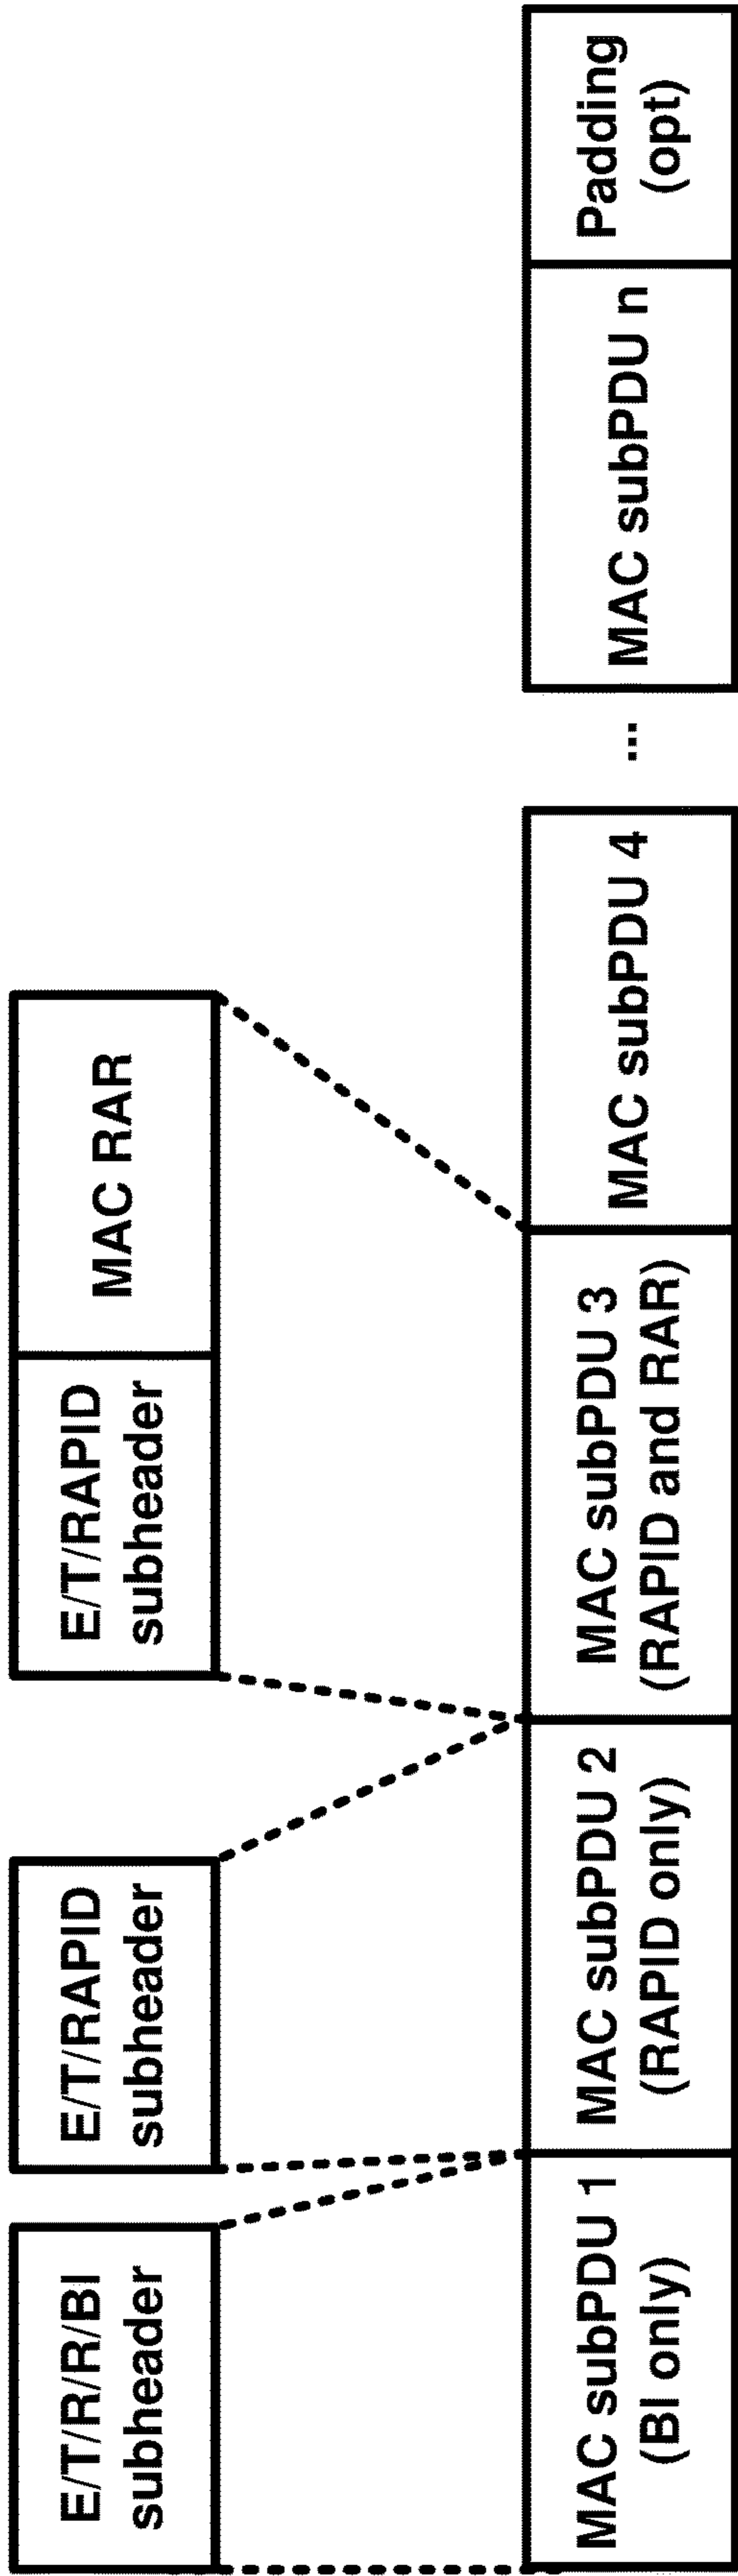 E/T/R/R/BI
subheader
E/T/RAPID
subheader
E/T/RAPID
subheader
MAC RAR
MAC subPDU 1
(BI only)
MAC subPDU 2
(RAPID only)
MAC subPDU 3
(RAPID and RAR)
MAC subPDU 4
...
MAC subPDU n
Padding
(opt)